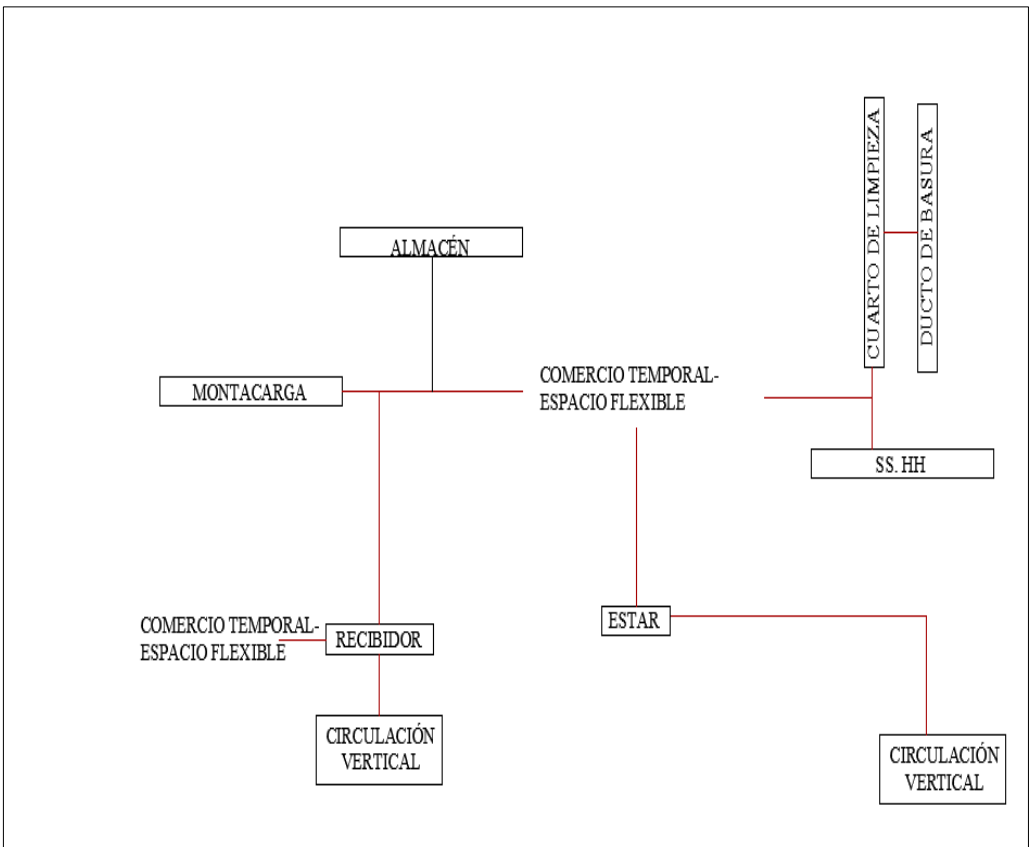 CUARTO DE LIMPIEZA
DUCTO DE BASURA
ALMACÉN
MONTACARGA
COMERCIO TEMPORAL-
ESPACIO FLEXIBLE
SS. HH
COMERCIO TEMPORAL-
ESPACIO FLEXIBLE
RECIBIDOR
ESTAR
CIRCULACIÓN
VERTICAL
CIRCULACIÓN
VERTICAL